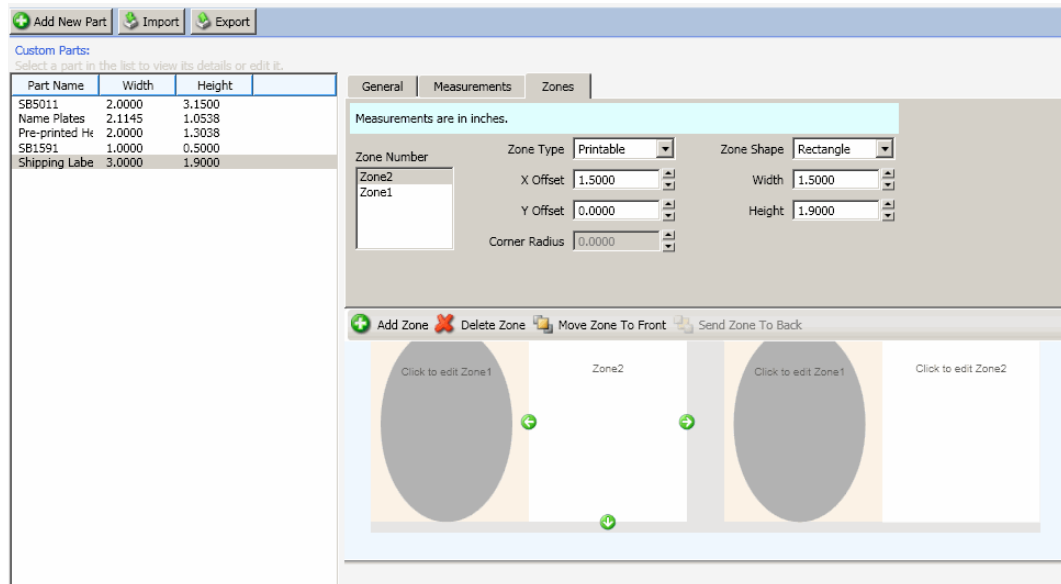 Add New Part Import Export
Custom Parts:
Select a part in the list to view its details or edit it.
Part Name Width Height
SB5011 2.0000 3.1500
Name Plates 2.1145 1.0538
Pre-printed He 2.0000 1.3038
SB1591 1.0000 0.5000
Shipping Labe 3.0000 1.9000
General Measurements Zones
Measurements are in inches.
Zone Number
Zone2
Zone1
Zone Type Printable
Zone Shape Rectangle
X Offset 1.5000
Width 1.5000
Y Offset 0.0000
Height 1.9000
Corner Radius 0.0000
Add Zone Delete Zone Move Zone To Front Send Zone To Back
Click to edit Zone1 Zone2 Click to edit Zone1 Click to edit Zone2